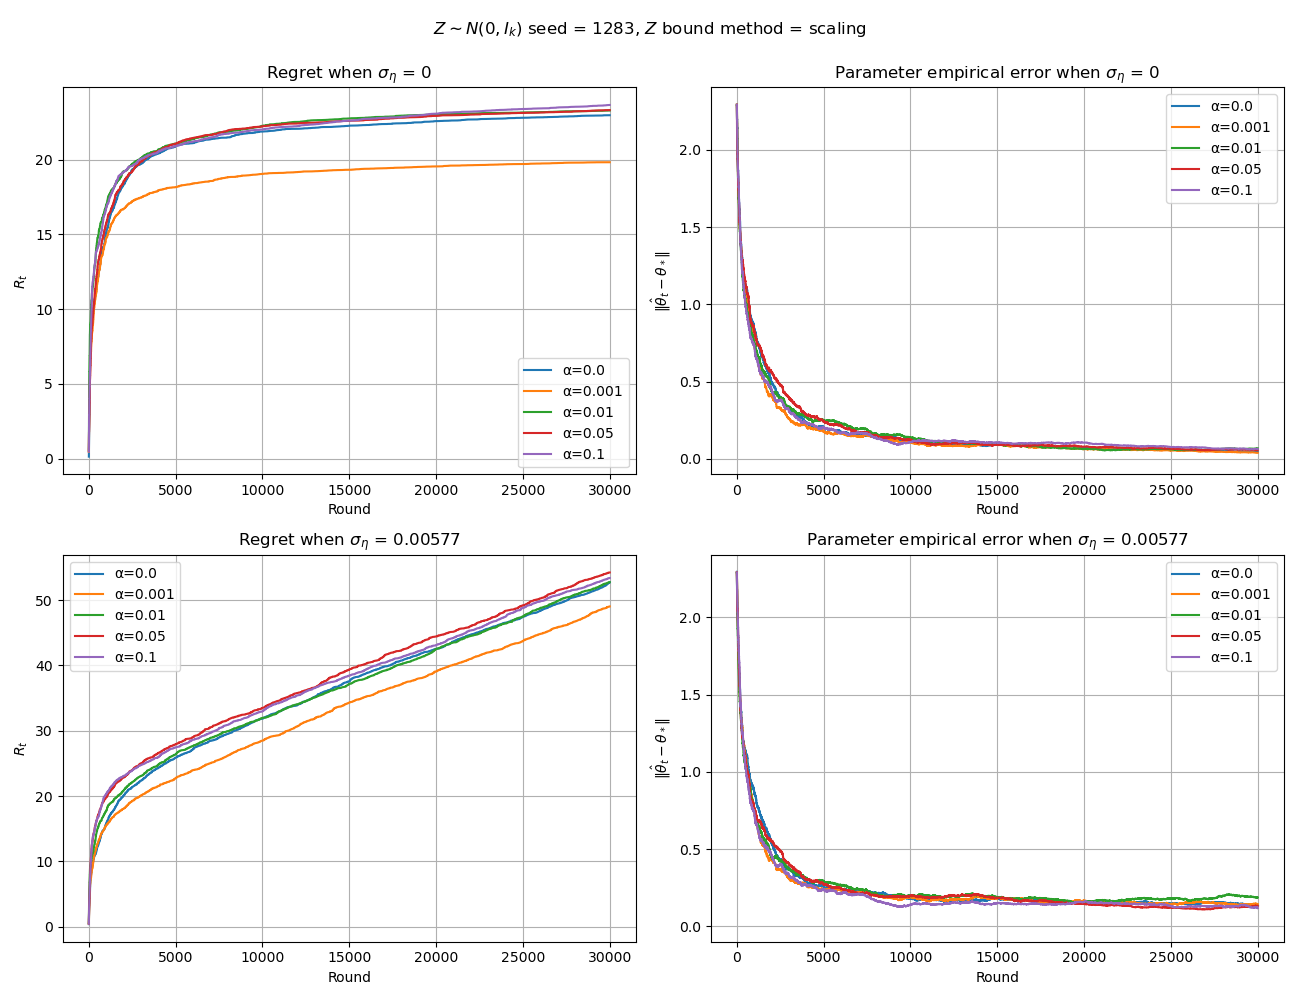 Z ∼ N(0, I_k) seed = 1283, Z bound method = scaling
Regret when σ_η = 0
R_t
20
15
10
5
0
α=0.0
α=0.001
α=0.01
α=0.05
α=0.1
0 5000 10000 15000 20000 25000 30000
Round
Parameter empirical error when σ_η = 0
‖θ̂_t − θ_*‖
2.0
1.5
1.0
0.5
0.0
α=0.0
α=0.001
α=0.01
α=0.05
α=0.1
0 5000 10000 15000 20000 25000 30000
Round
Regret when σ_η = 0.00577
R_t
50
40
30
20
10
0
α=0.0
α=0.001
α=0.01
α=0.05
α=0.1
0 5000 10000 15000 20000 25000 30000
Round
Parameter empirical error when σ_η = 0.00577
‖θ̂_t − θ_*‖
2.0
1.5
1.0
0.5
0.0
α=0.0
α=0.001
α=0.01
α=0.05
α=0.1
0 5000 10000 15000 20000 25000 30000
Round